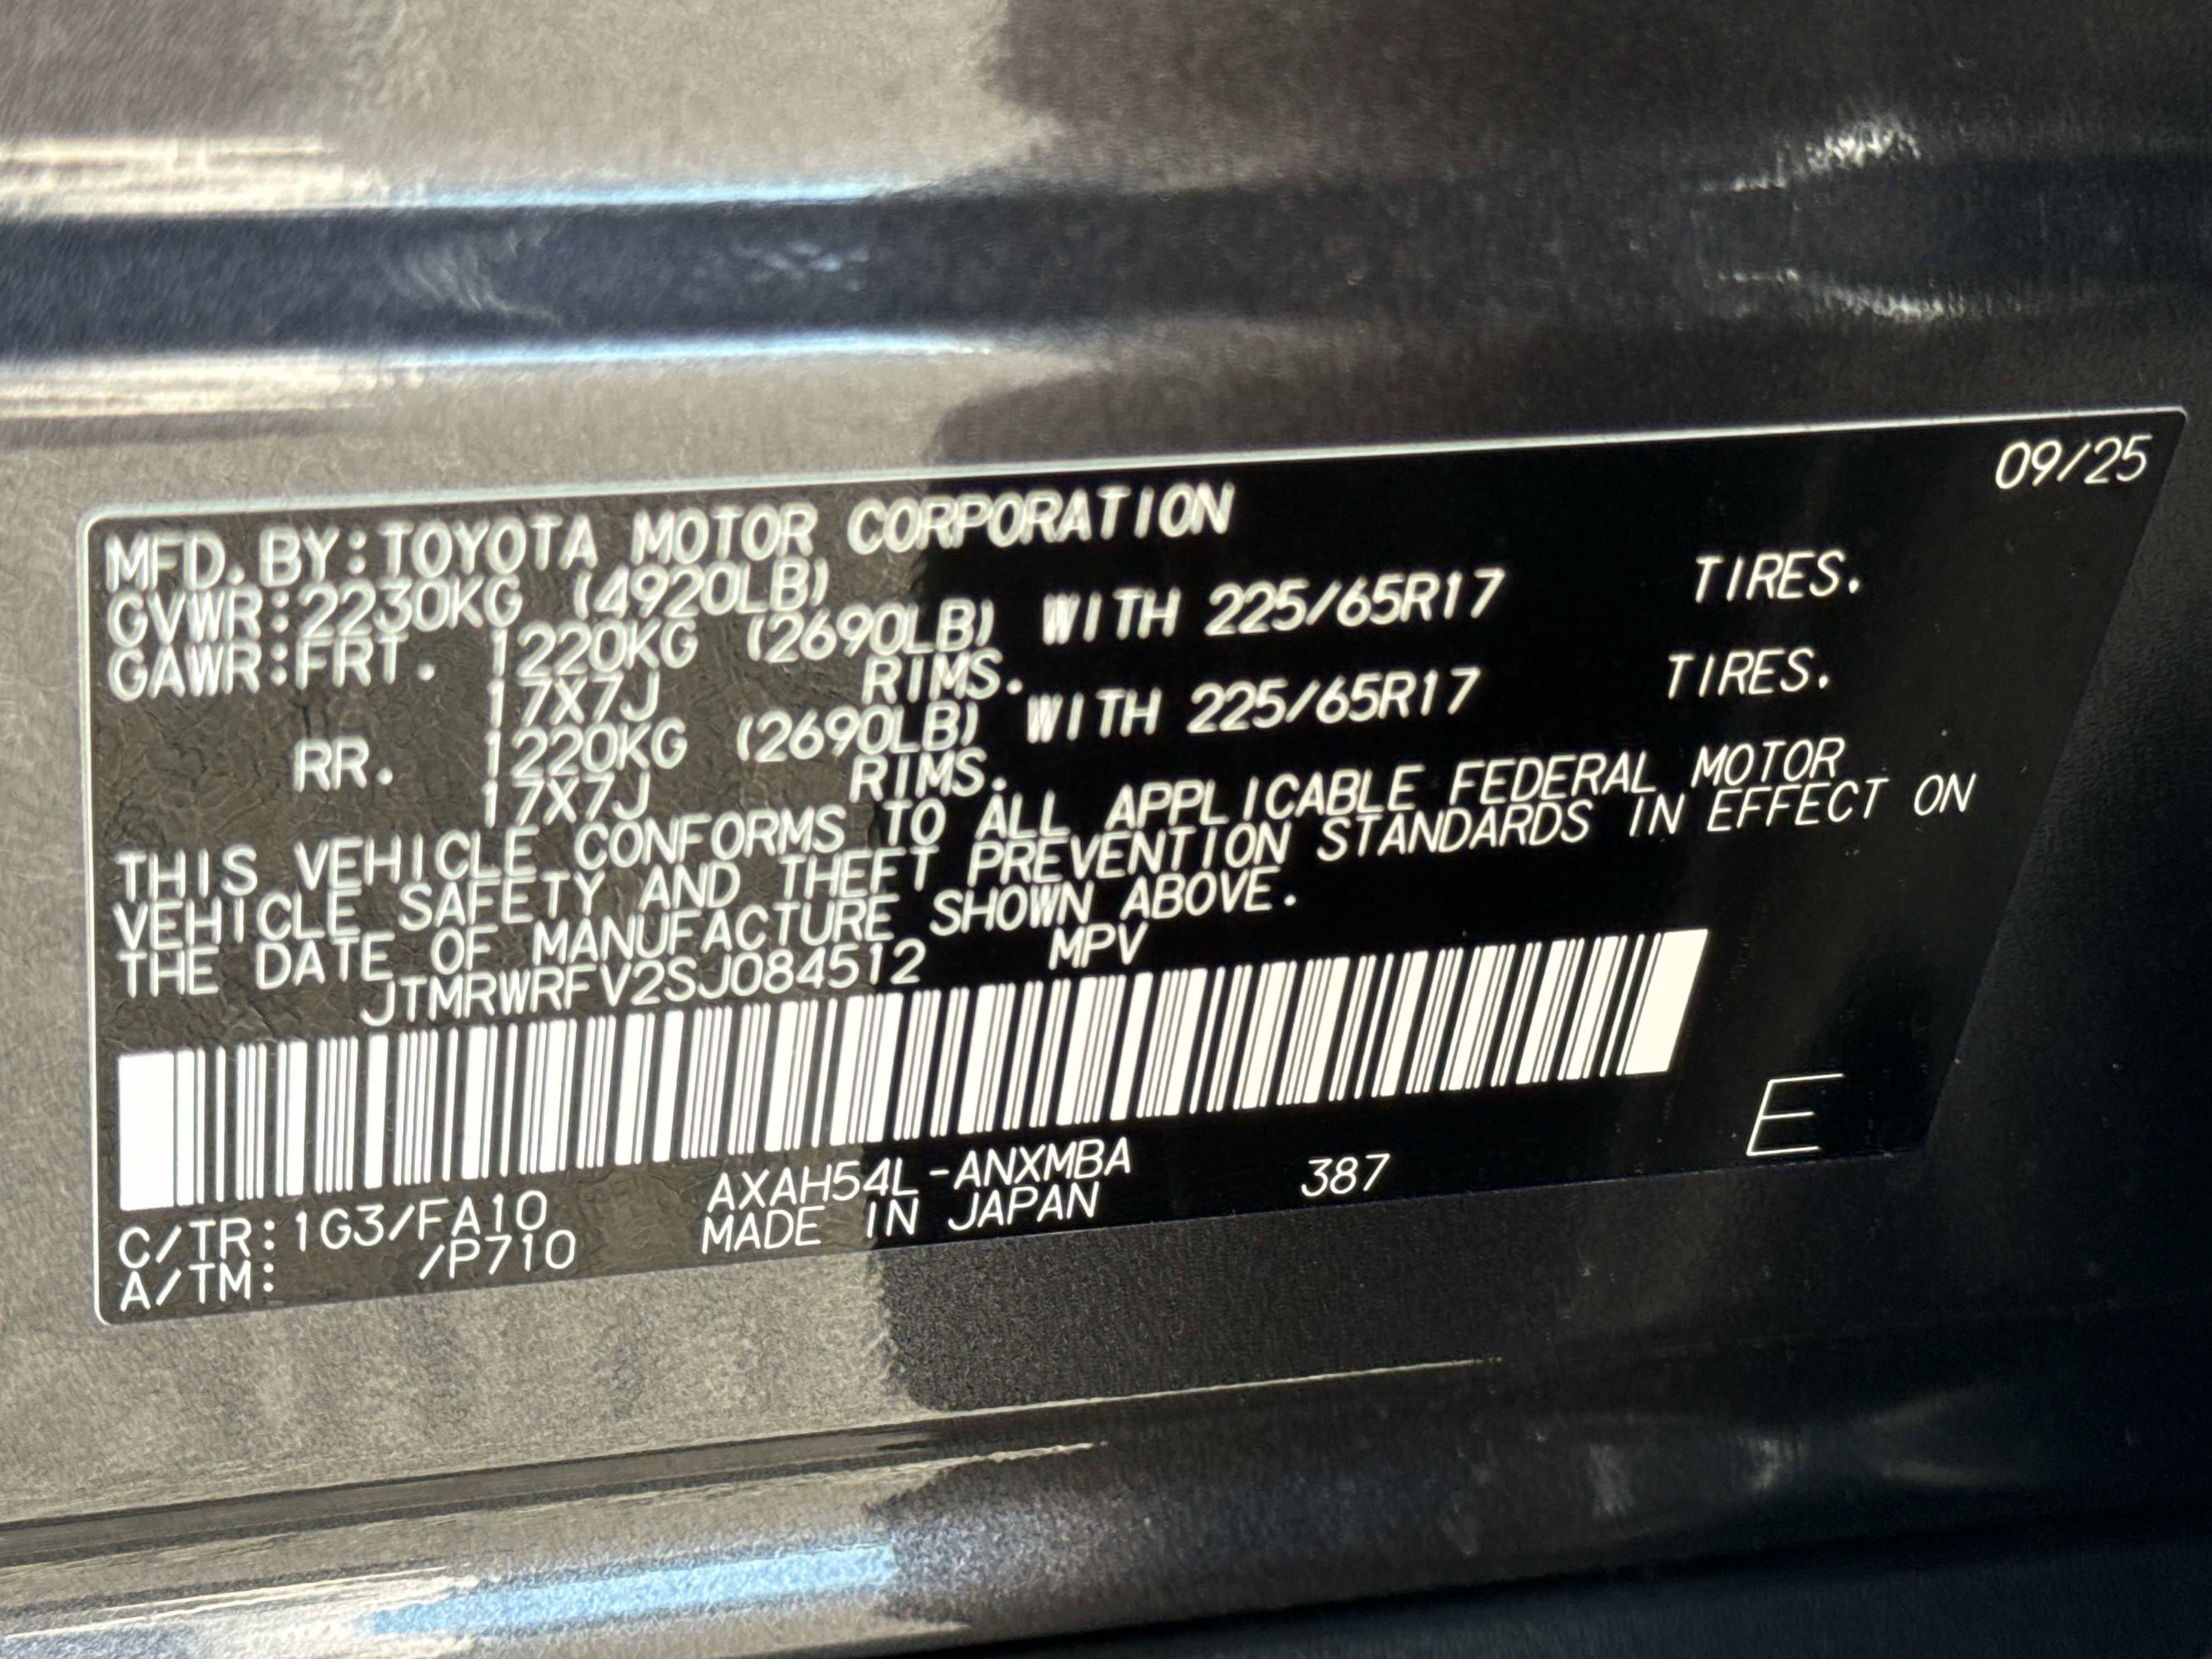 09/25
MFD. BY:TOYOTA MOTOR CORPORATION
GVWR:2230KG (4920LB)
GAWR:FRT. 1220KG (2690LB) WITH 225/65R17 TIRES.
17X7J RIMS.
RR. 1220KG (2690LB) WITH 225/65R17 TIRES.
17X7J RIMS.
THIS VEHICLE CONFORMS TO ALL APPLICABLE FEDERAL MOTOR
VEHICLE SAFETY AND THEFT PREVENTION STANDARDS IN EFFECT ON
THE DATE OF MANUFACTURE SHOWN ABOVE.
JTMRWRFV2SJ084512 MPV
C/TR:1G3/FA10 AXAH54L-ANXMBA 387 E
A/TM: /P710 MADE IN JAPAN